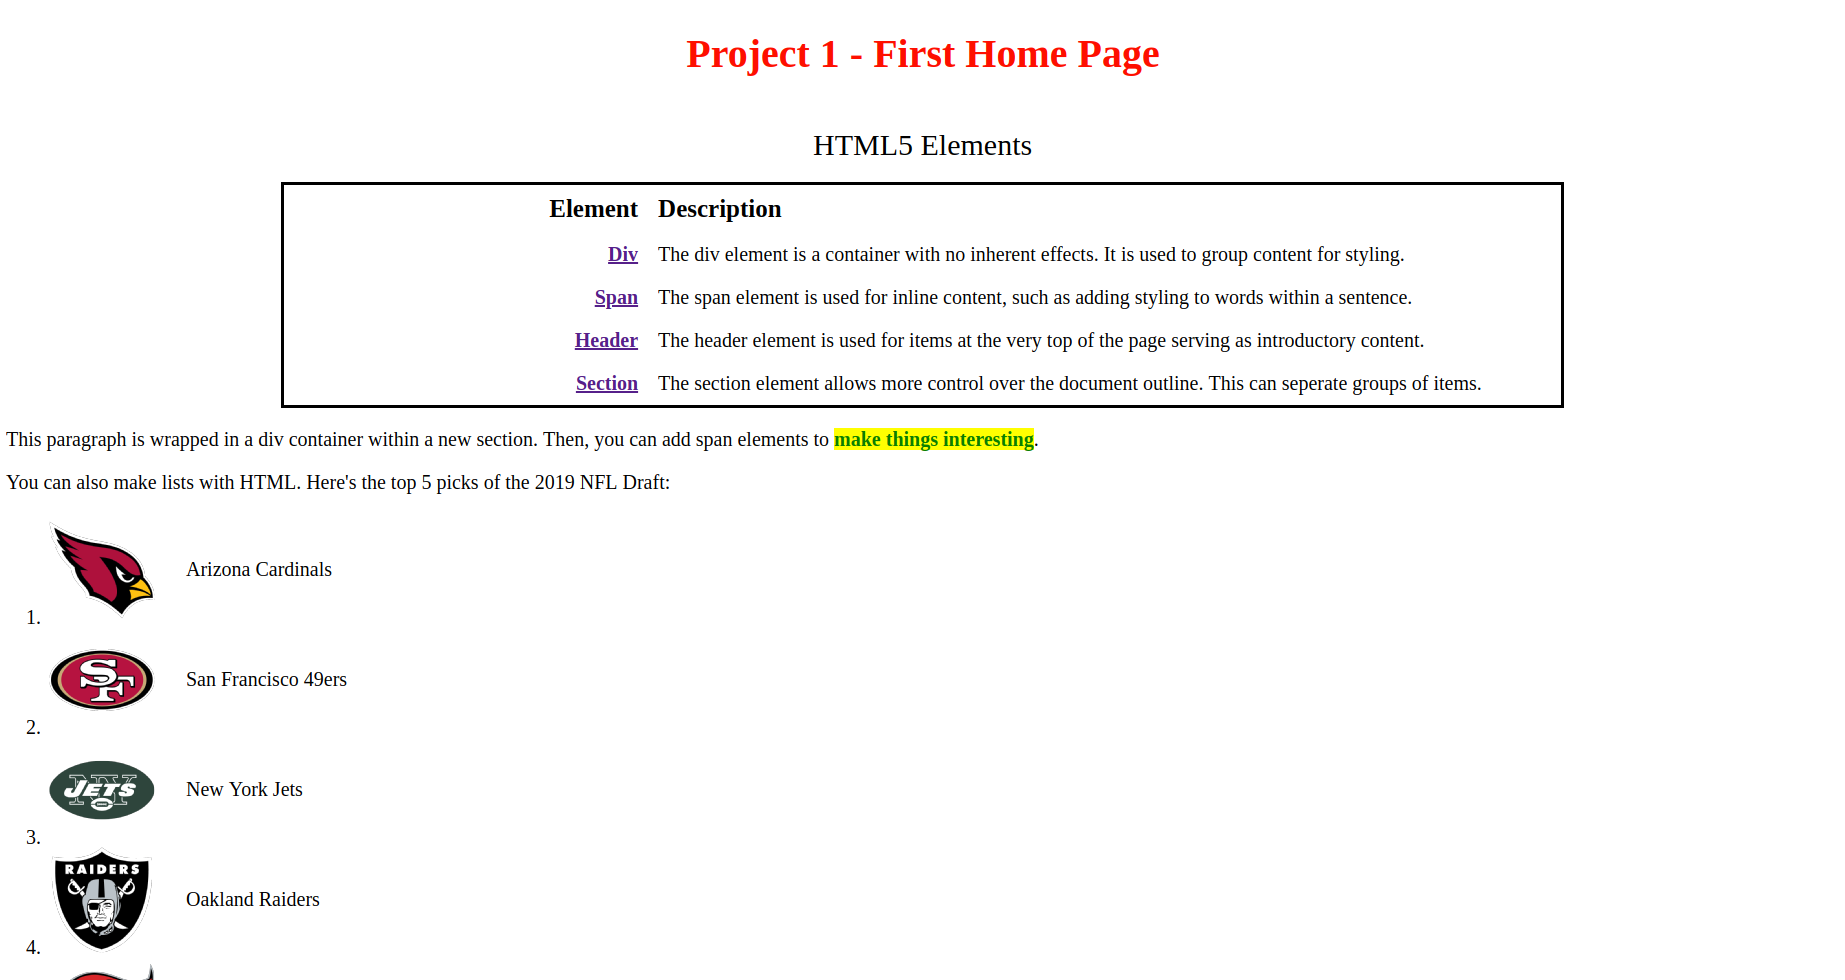 Project 1 - First Home Page
HTML5 Elements
Element Description
Div The div element is a container with no inherent effects. It is used to group content for styling.
Span The span element is used for inline content, such as adding styling to words within a sentence.
Header The header element is used for items at the very top of the page serving as introductory content.
Section The section element allows more control over the document outline. This can seperate groups of items.
This paragraph is wrapped in a div container within a new section. Then, you can add span elements to make things interesting.
You can also make lists with HTML. Here's the top 5 picks of the 2019 NFL Draft:
Arizona Cardinals
1.
SF
San Francisco 49ers
2.
NY
JETS
New York Jets
3.
RAIDERS
Oakland Raiders
4.